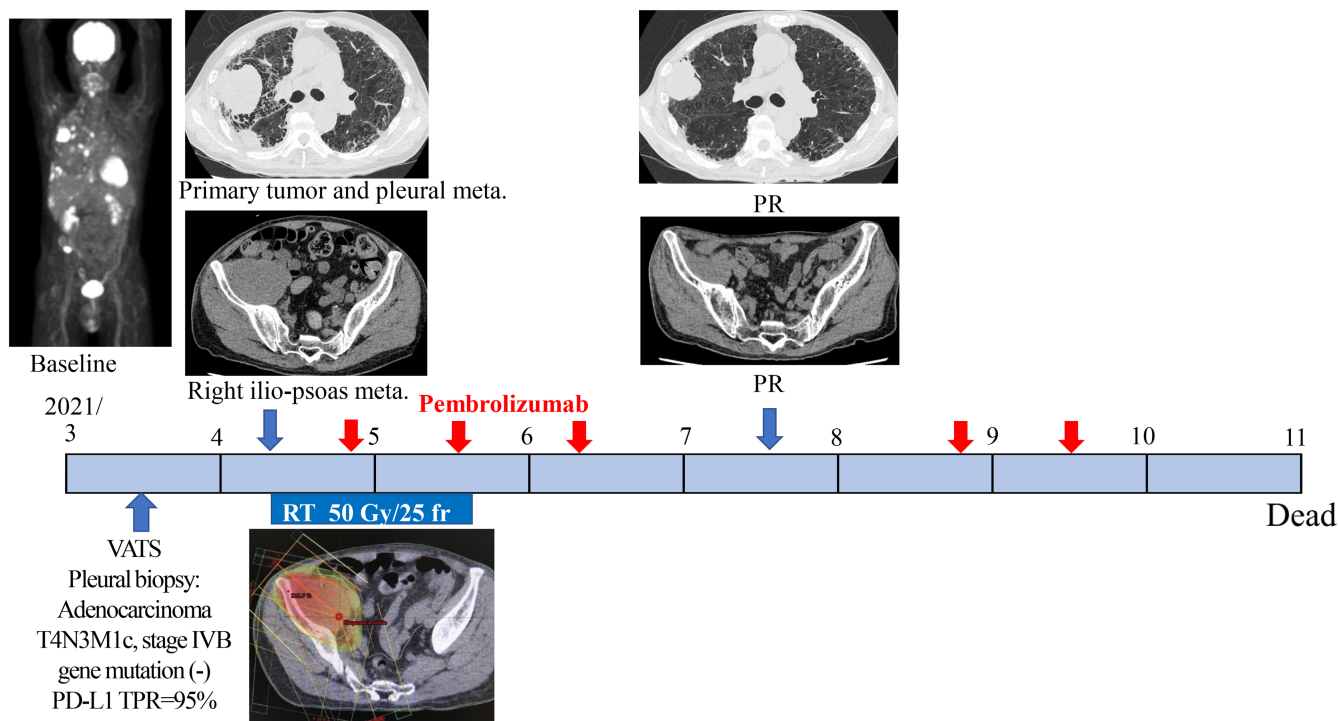 Primary tumor and pleural meta.
PR
Baseline
Right ilio-psoas meta.
PR
2021/
Pembrolizumab
3 4 5 6 7 8 9 10 11
RT 50 Gy/25 fr
Dead
VATS
Pleural biopsy:
Adenocarcinoma
T4N3M1c, stage IVB
gene mutation (-)
PD-L1 TPR=95%